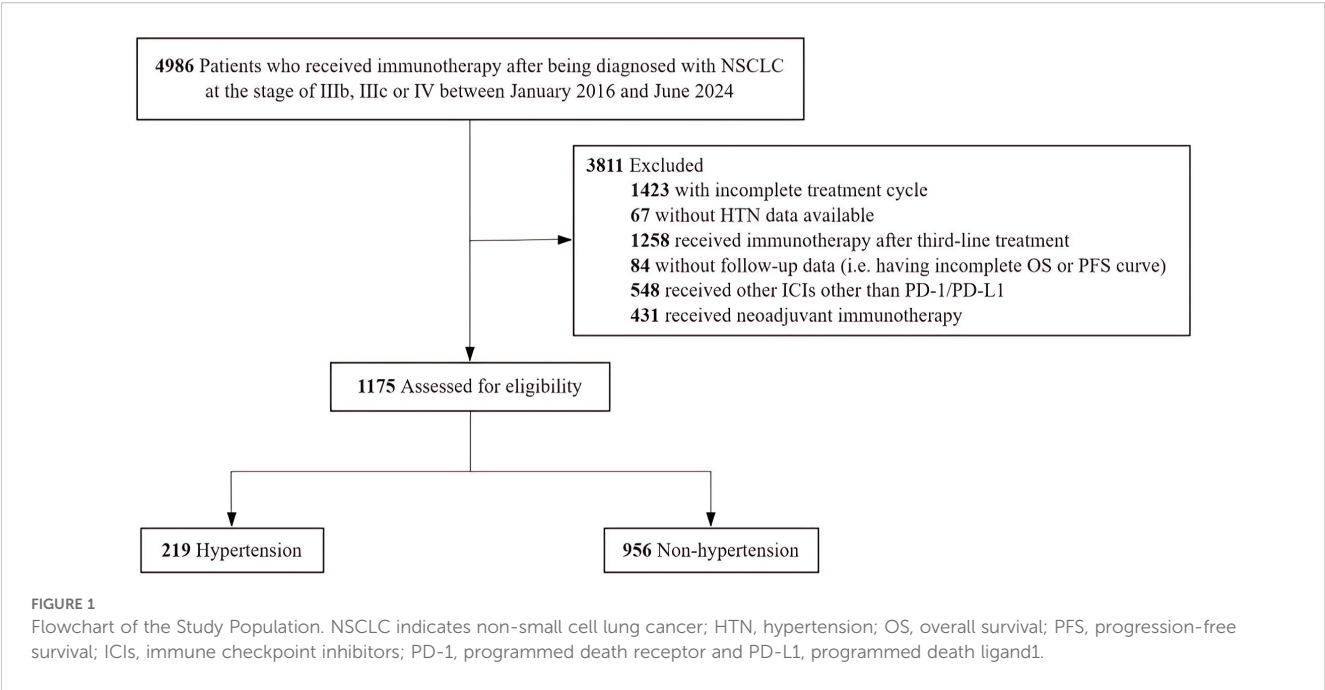 4986 Patients who received immunotherapy after being diagnosed with NSCLC
at the stage of IIIb, IIIc or IV between January 2016 and June 2024
3811 Excluded
1423 with incomplete treatment cycle
67 without HTN data available
1258 received immunotherapy after third-line treatment
84 without follow-up data (i.e. having incomplete OS or PFS curve)
548 received other ICIs other than PD-1/PD-L1
431 received neoadjuvant immunotherapy
1175 Assessed for eligibility
219 Hypertension
956 Non-hypertension
FIGURE 1
Flowchart of the Study Population. NSCLC indicates non-small cell lung cancer; HTN, hypertension; OS, overall survival; PFS, progression-free
survival; ICIs, immune checkpoint inhibitors; PD-1, programmed death receptor and PD-L1, programmed death ligand1.